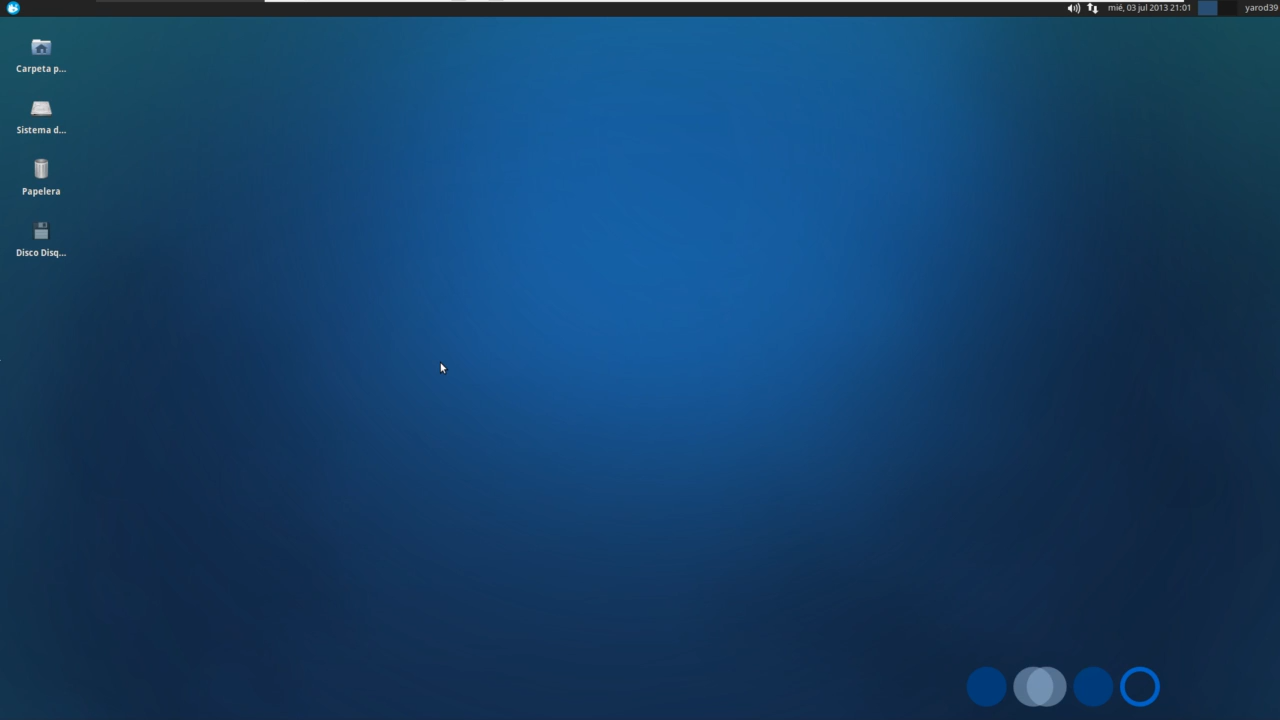 mié, 03 jul 2013 21:01 yarod39
Carpeta p...
Sistema d...
Papelera
Disco Disq...